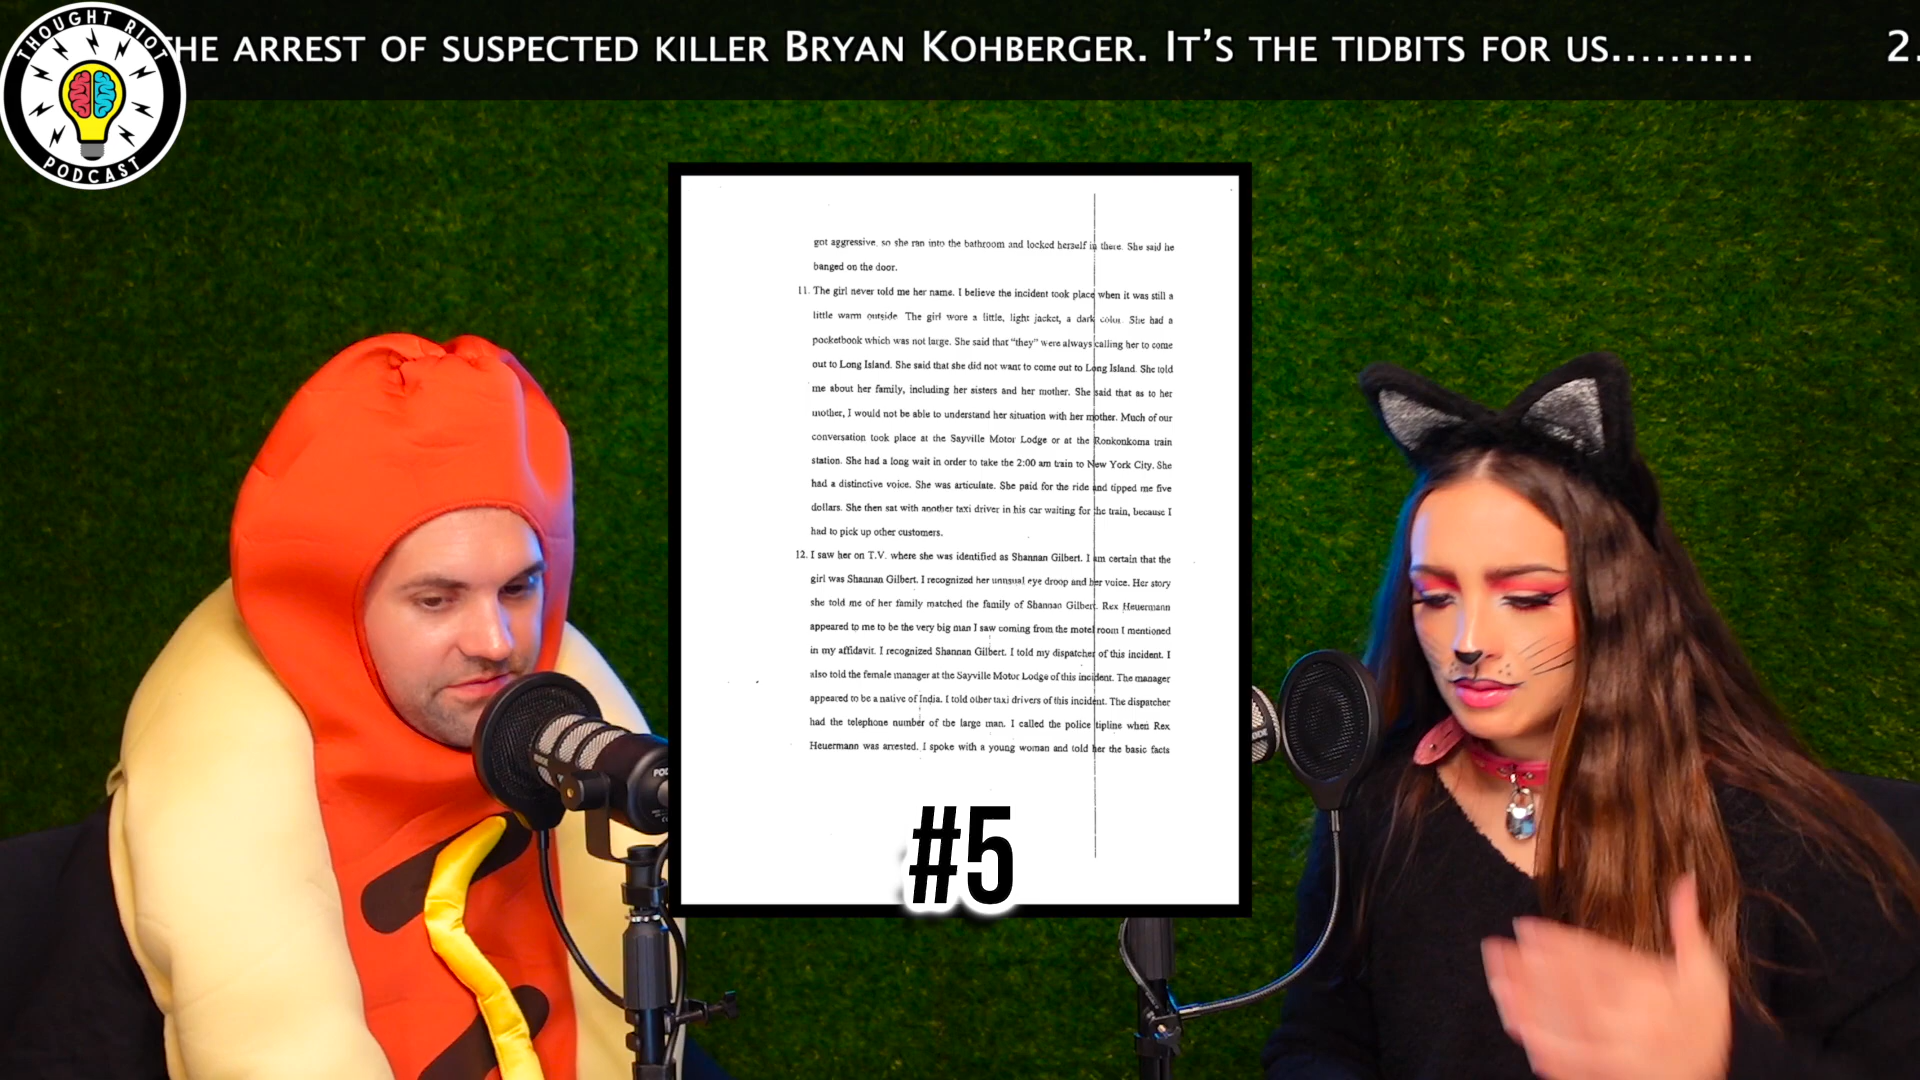 THOUGHT RIOT
PODCAST
THE ARREST OF SUSPECTED KILLER BRYAN KOHBERGER. IT'S THE TIDBITS FOR US..........
2.
got aggressive, so she ran into the bathroom and locked herself in there. She said he
banged on the door.
11. The girl never told me her name. I believe the incident took place when it was still a
little warm outside. The girl wore a little, light jacket, a dark color. She had a
pocketbook which was not large. She said that "they" were always calling her to come
out to Long Island. She said that she did not want to come out to Long Island. She told
me about her family, including her sisters and her mother. She said that as to her
mother, I would not be able to understand her situation with her mother. Much of our
conversation took place at the Sayville Motor Lodge or at the Ronkonkoma train
station. She had a long wait in order to take the 2:00 am train to New York City. She
had a distinctive voice. She was articulate. She paid for the ride and tipped me five
dollars. She then sat with another taxi driver in his car waiting for the train, because I
had to pick up other customers.
12. I saw her on T.V. where she was identified as Shannan Gilbert. I am certain that the
girl was Shannan Gilbert. I recognized her unusual eye droop and her voice. Her story
she told me of her family matched the family of Shannan Gilbert. Rex Heuermann
appeared to me to be the very big man I saw coming from the motel room I mentioned
in my affidavit. I recognized Shannan Gilbert. I told my dispatcher of this incident. I
also told the female manager at the Sayville Motor Lodge of this incident. The manager
appeared to be a native of India. I told other taxi drivers of this incident. The dispatcher
had the telephone number of the large man. I called the police tipline when Rex
Heuermann was arrested. I spoke with a young woman and told her the basic facts
#5